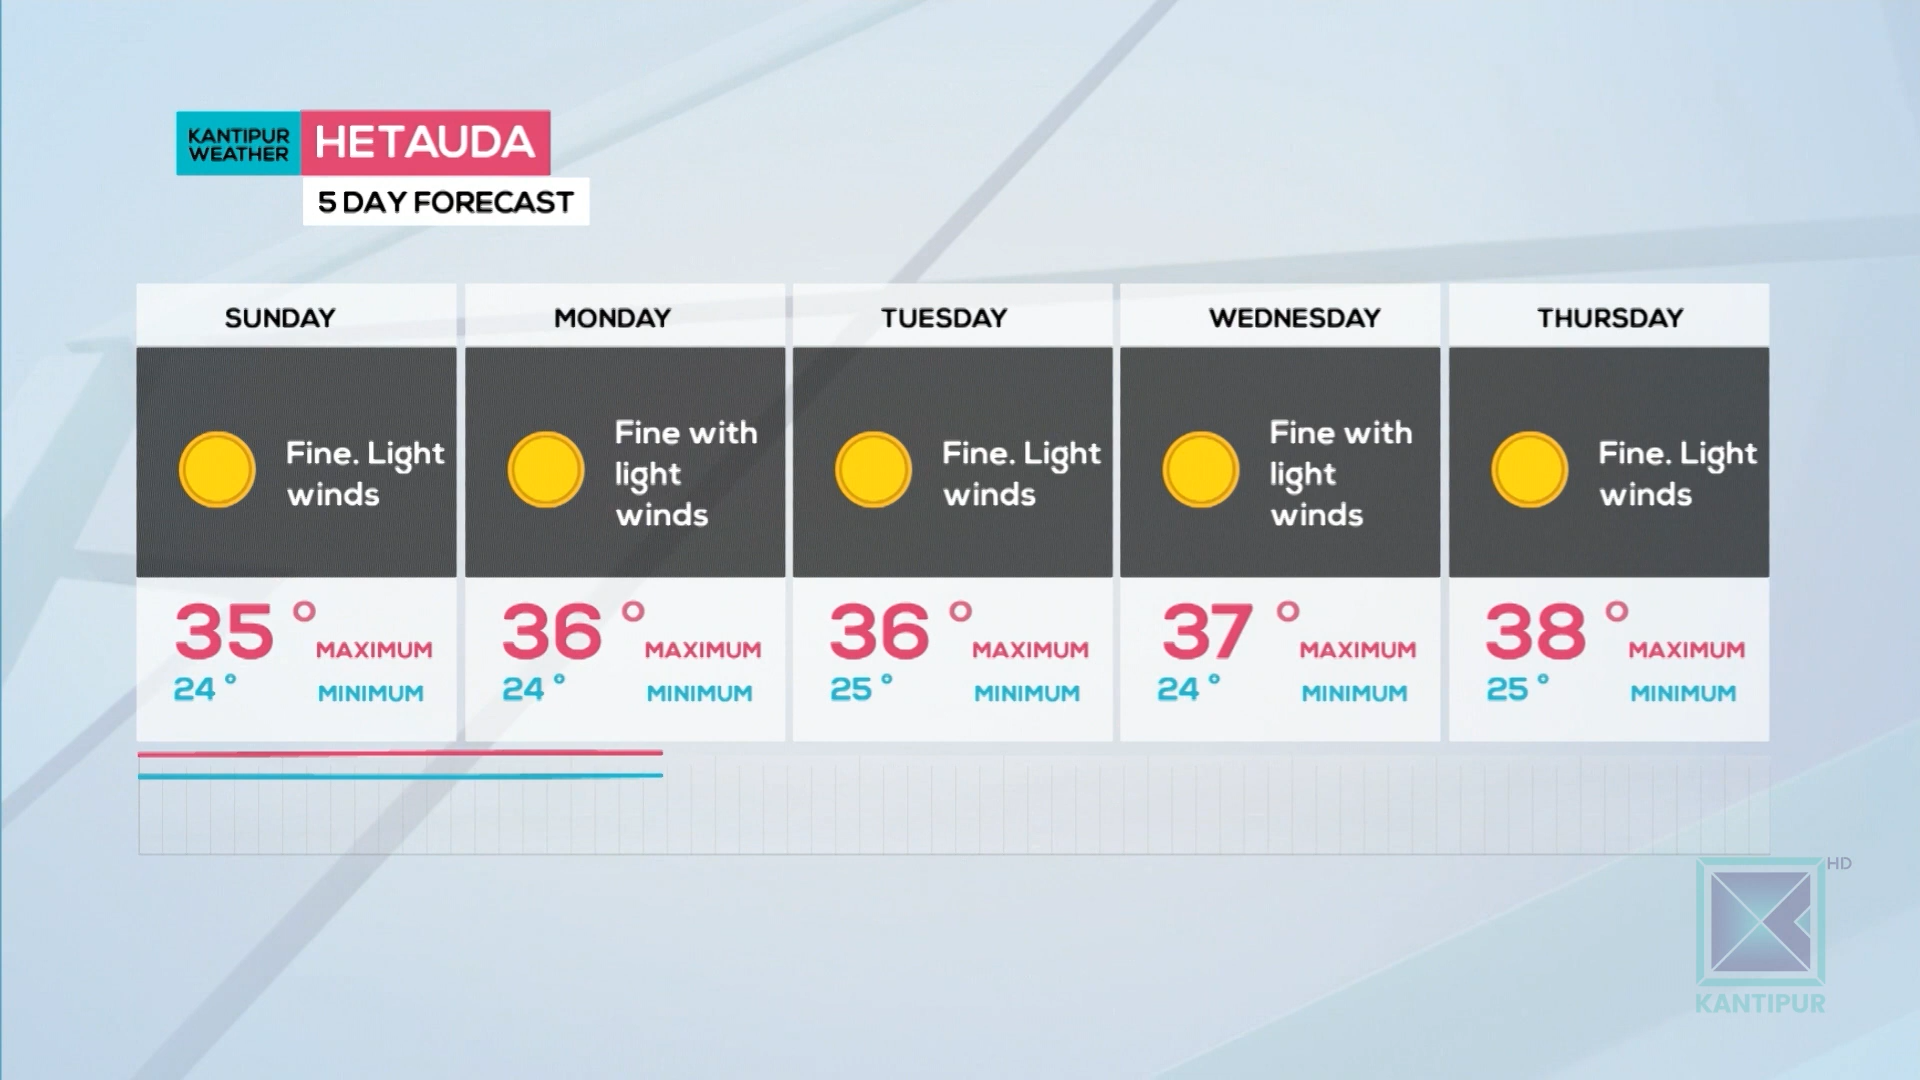 KANTIPUR
WEATHER
HETAUDA
5 DAY FORECAST
SUNDAY
Fine. Light
winds
35°
MAXIMUM
24°
MINIMUM
MONDAY
Fine with
light
winds
36°
MAXIMUM
24°
MINIMUM
TUESDAY
Fine. Light
winds
36°
MAXIMUM
25°
MINIMUM
WEDNESDAY
Fine with
light
winds
37°
MAXIMUM
24°
MINIMUM
THURSDAY
Fine. Light
winds
38°
MAXIMUM
25°
MINIMUM
HD
KANTIPUR